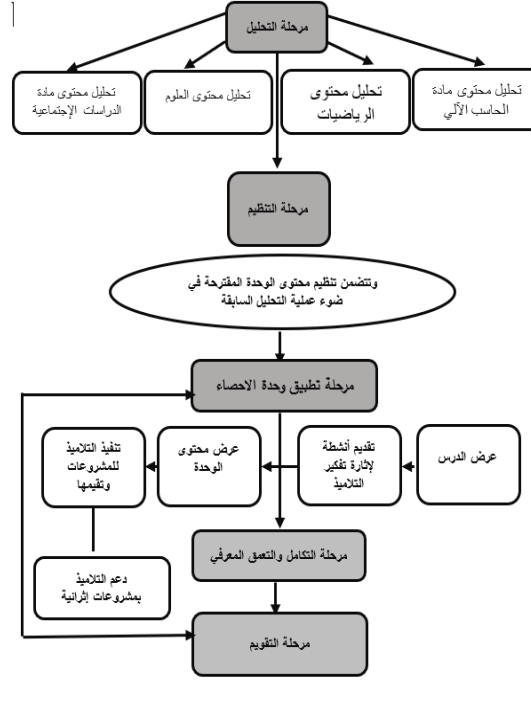 مرحلة التحليل
تحليل محتوى مادة
الحاسب الآلي
تحليل محتوى
الرياضيات
تحليل محتوى العلوم
تحليل محتوى مادة
الدراسات الإجتماعية
مرحلة التنظيم
وتتضمن تنظيم محتوى الوحدة المقترحة في
ضوء عملية التحليل السابقة
مرحلة تطبيق وحدة الاحصاء
عرض الدرس
تقديم أنشطة
لإثارة تفكير
التلاميذ
عرض محتوى
الوحدة
تنفيذ التلاميذ
للمشروعات
وتقيمها
مرحلة التكامل والتعمق المعرفي
دعم التلاميذ
بمشروعات إثرانية
مرحلة التقويم